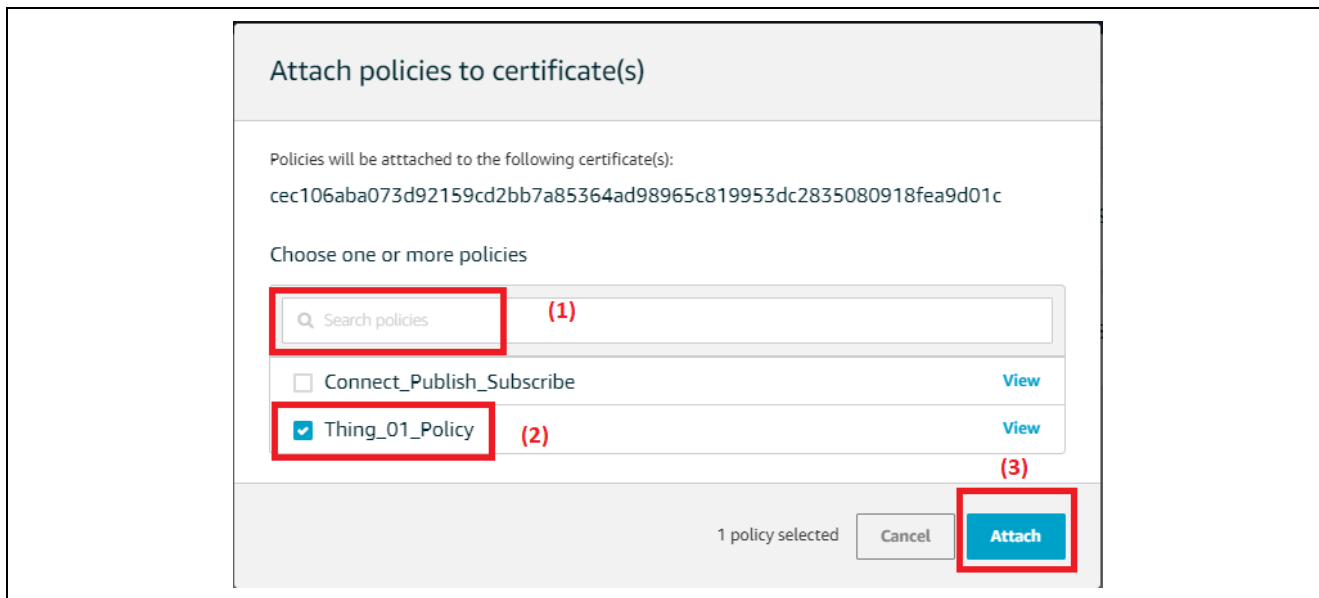 Attach policies to certificate(s)
Policies will be atttached to the following certificate(s):
cec106aba073d92159cd2bb7a85364ad98965c819953dc2835080918fea9d01c
Choose one or more policies
Search policies (1)
Connect_Publish_Subscribe View
Thing_01_Policy (2) View
(3)
1 policy selected Cancel Attach